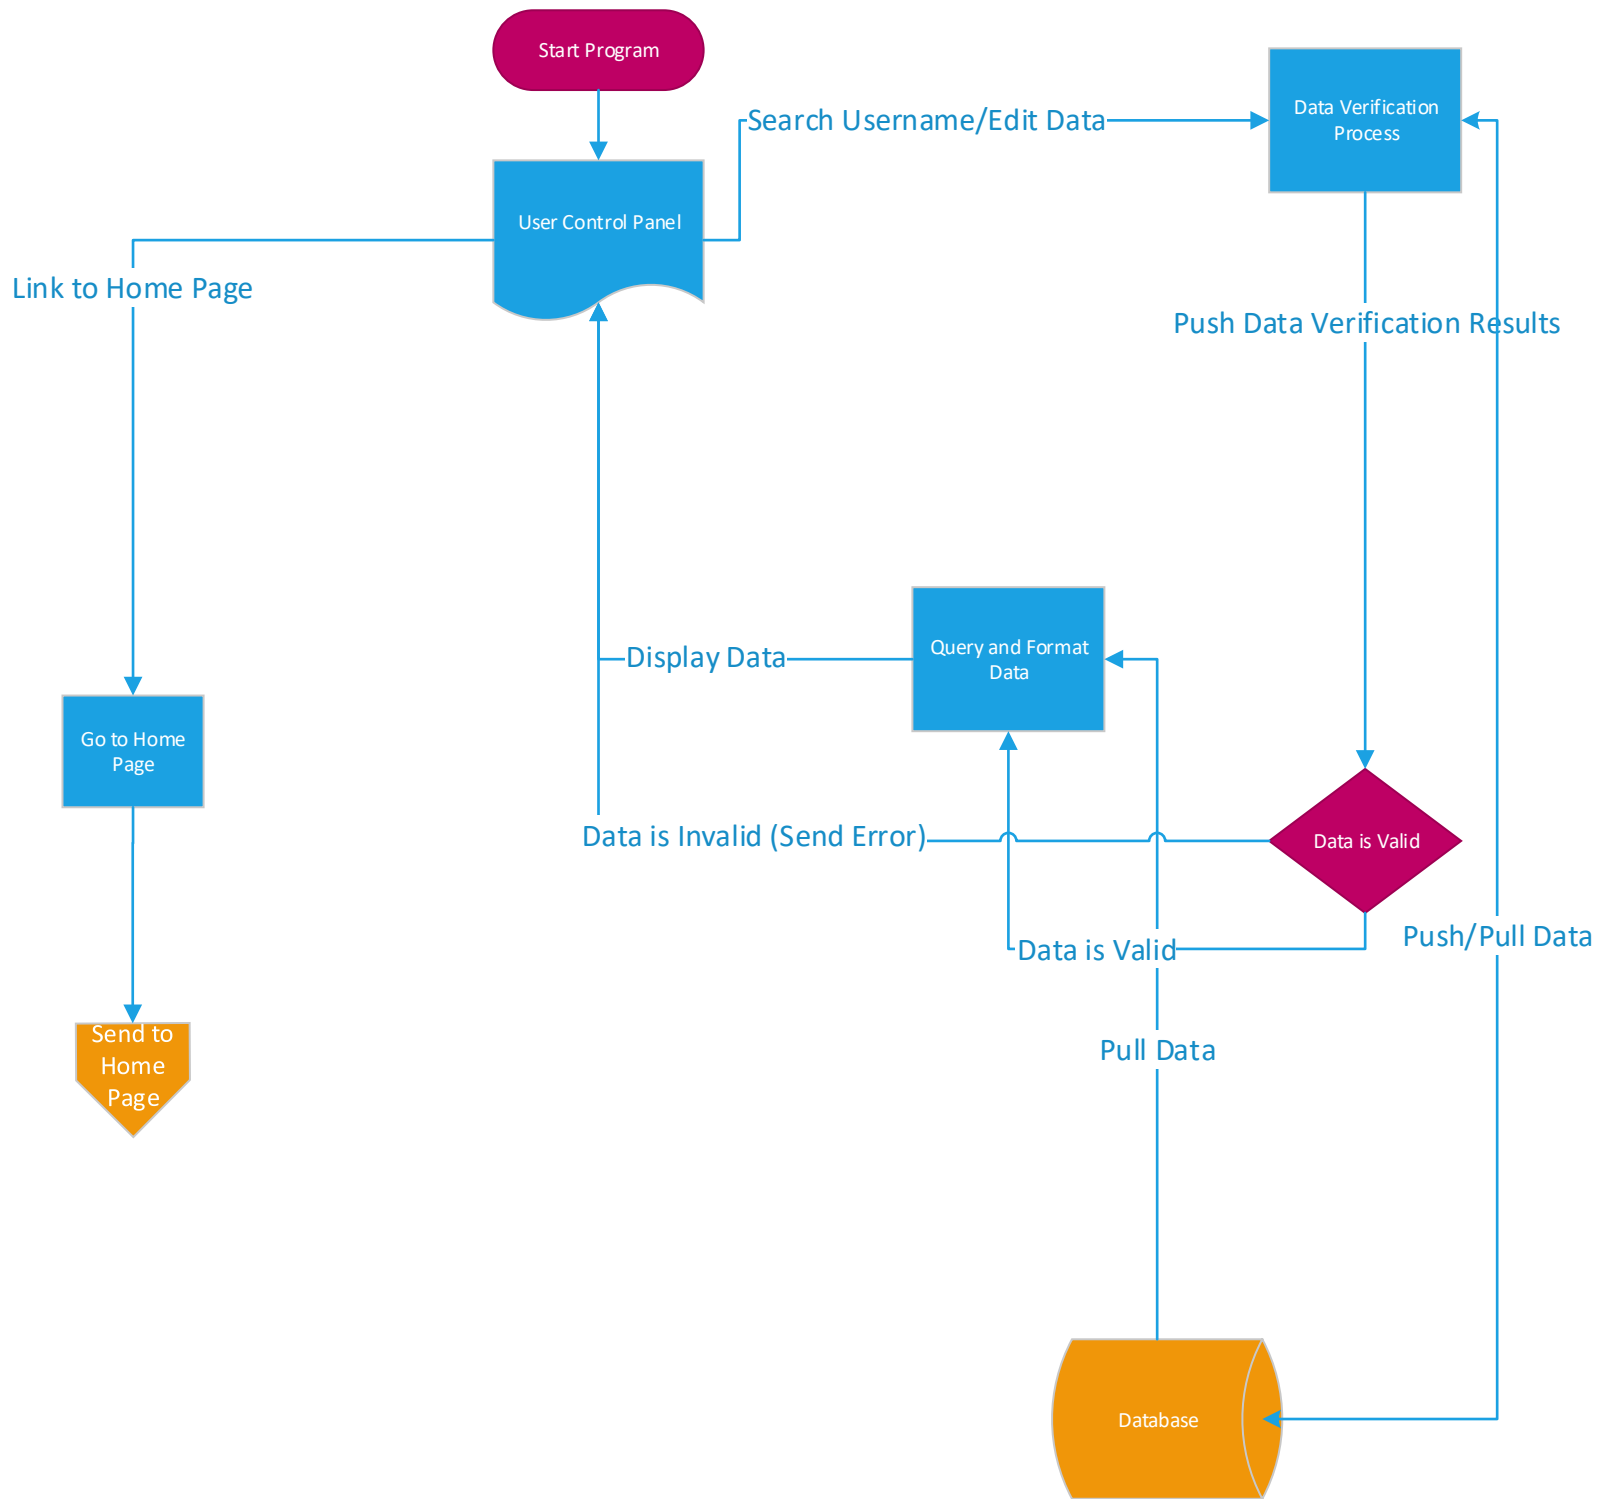 Start Program
Data Verification
Process
Search Username/Edit Data
User Control Panel
Link to Home Page
Push Data Verification Results
Query and Format
Data
Display Data
Go to Home
Page
Data is Invalid (Send Error)
Data is Valid
Push/Pull Data
Data is Valid
Send to
Home
Page
Pull Data
Database